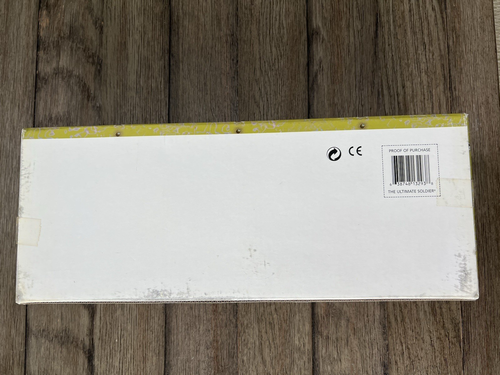 CE
PROOF OF PURCHASE
THE ULTIMATE SOLDIER®